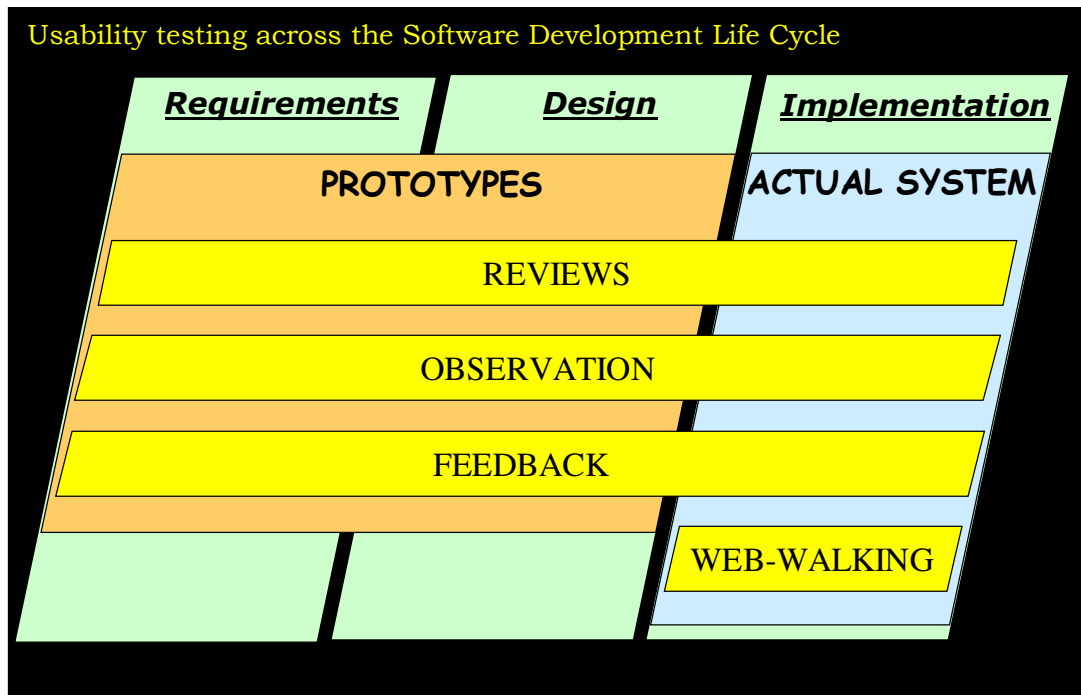 Usability testing across the Software Development Life Cycle
Requirements
Design
Implementation
PROTOTYPES
ACTUAL SYSTEM
REVIEWS
OBSERVATION
FEEDBACK
WEB-WALKING